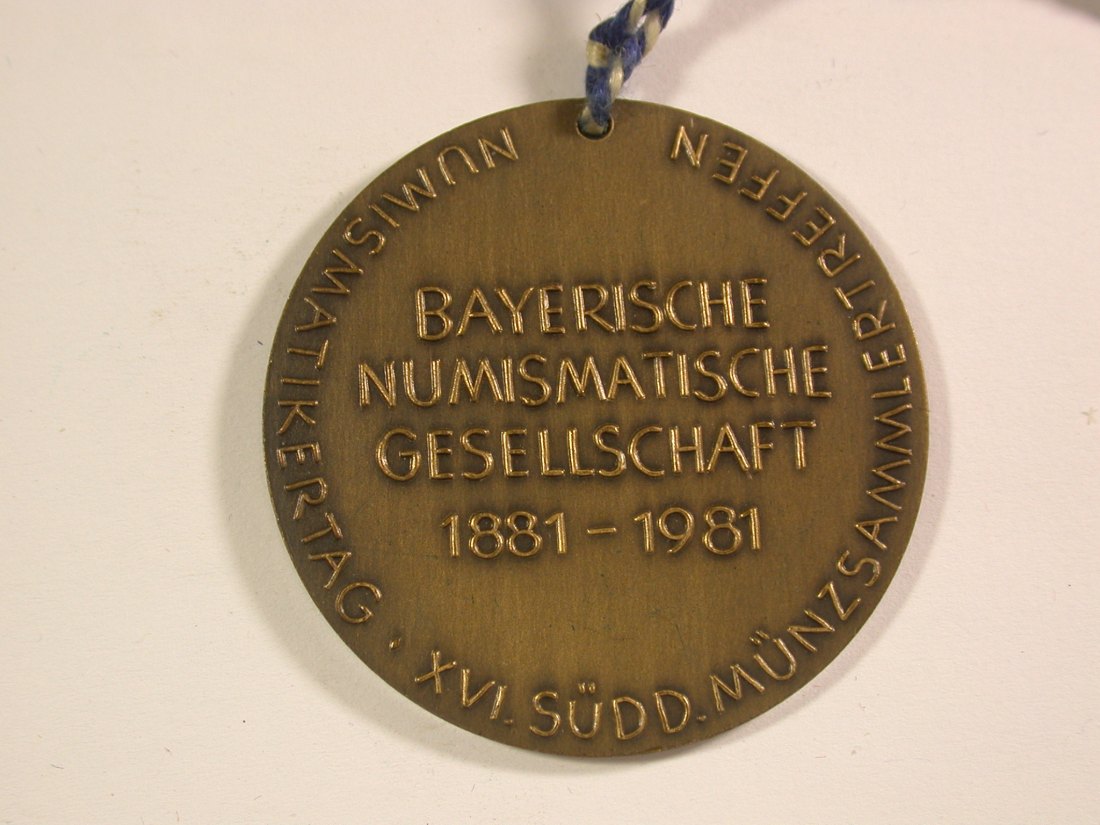 BAYERISCHE
NUMISMATISCHE
GESELLSCHAFT
1881 – 1981
NUMISMATIKERTAG · XVI. SÜDD. MÜNZSAMMLERTREFFEN